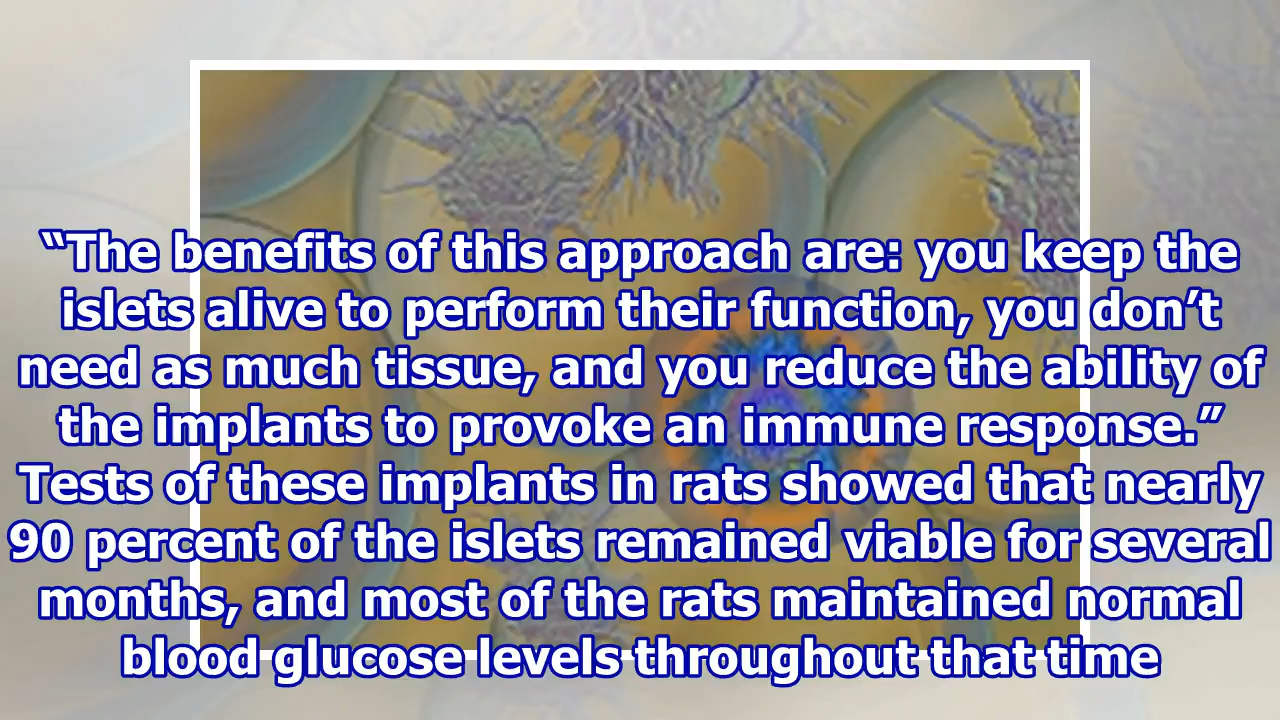 “The benefits of this approach are: you keep the
islets alive to perform their function, you don’t
need as much tissue, and you reduce the ability of
the implants to provoke an immune response.”
Tests of these implants in rats showed that nearly
90 percent of the islets remained viable for several
months, and most of the rats maintained normal
blood glucose levels throughout that time